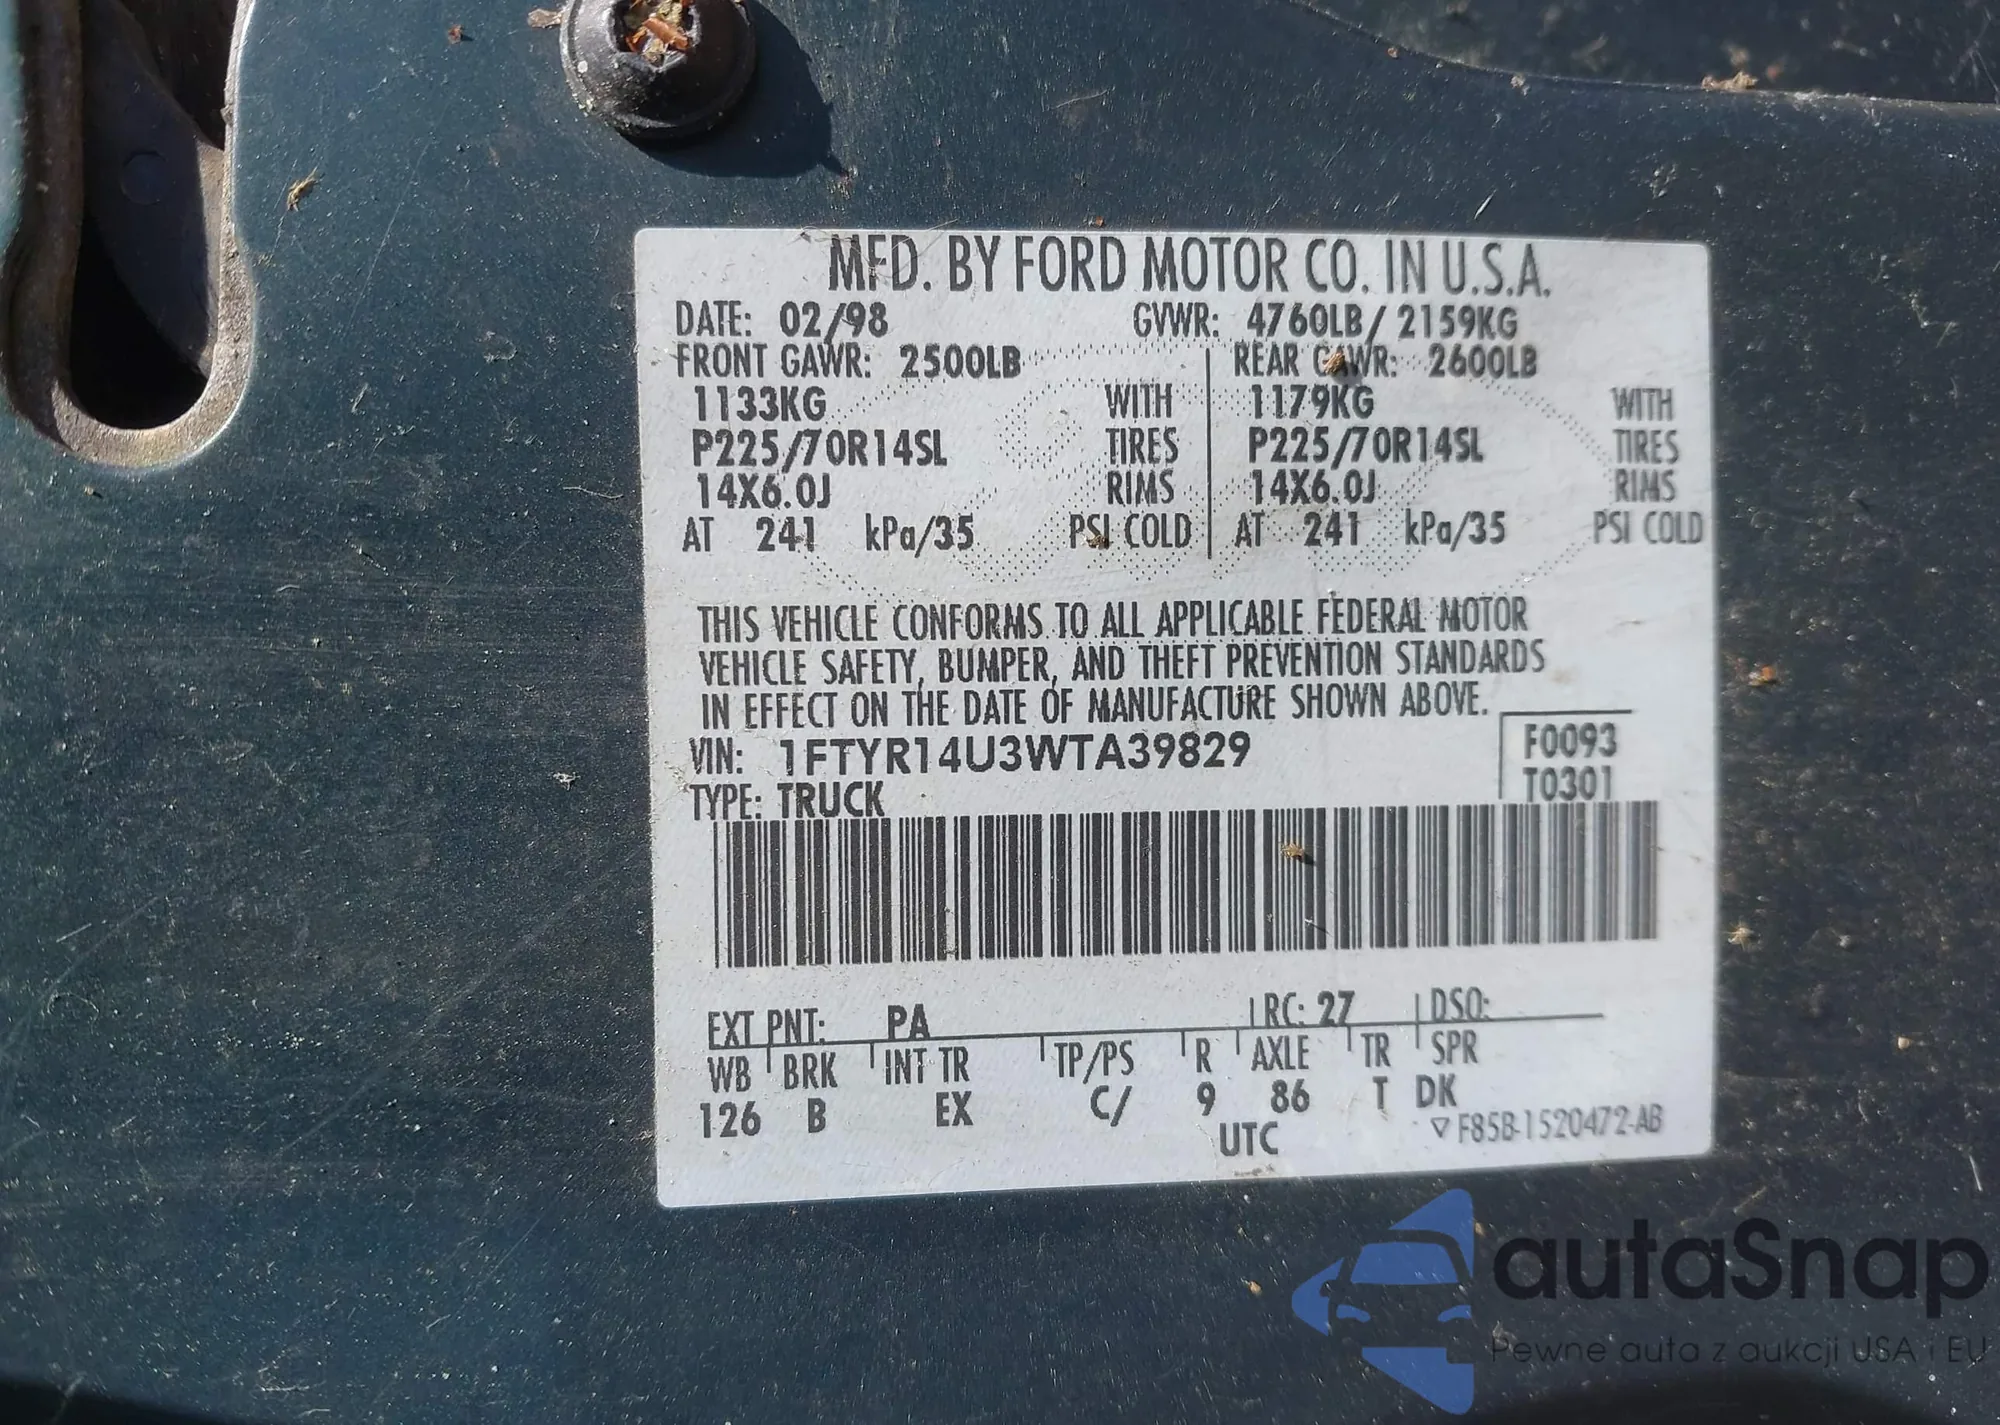 MFD. BY FORD MOTOR CO. IN U.S.A.
DATE: 02/98 GVWR: 4760LB/ 2159KG
FRONT GAWR: 2500LB REAR GAWR: 2600LB
1133KG WITH 1179KG WITH
P225/70R14SL TIRES P225/70R14SL TIRES
14X6.0J RIMS 14X6.0J RIMS
AT 241 kPa/35 PSI COLD AT 241 kPa/35 PSI COLD
THIS VEHICLE CONFORMS TO ALL APPLICABLE FEDERAL MOTOR
VEHICLE SAFETY, BUMPER, AND THEFT PREVENTION STANDARDS
IN EFFECT ON THE DATE OF MANUFACTURE SHOWN ABOVE.
VIN: 1FTYR14U3WTA39829 F0093
TYPE: TRUCK T0301
EXT PNT: PA RC: 27 DSO:
WB BRK INT TR TP/PS R AXLE TR SPR
126 B EX C/ 9 86 T DK
UTC ▽F85B-1520472-AB
autaSnap
Pewne auta z aukcji USA i EU